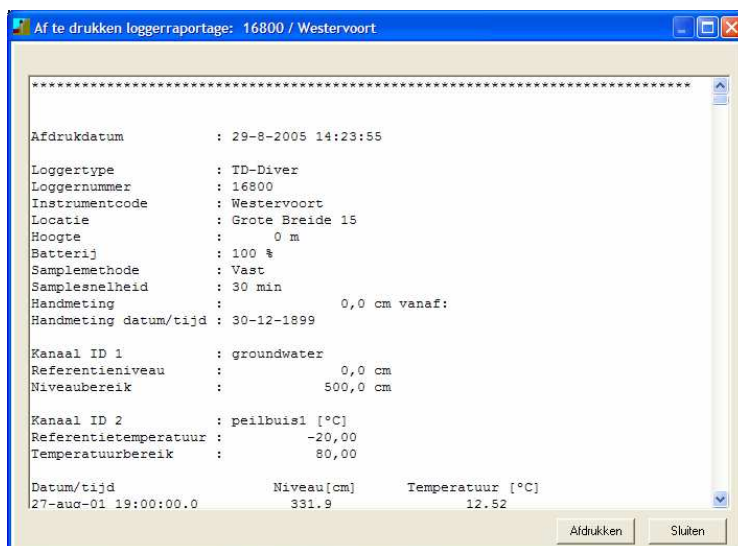 Af te drukken loggerraportage: 16800 / Westervoort
********************************************************************************
Afdrukdatum : 29-8-2005 14:23:55
Loggertype : TD-Diver
Loggernummer : 16800
Instrumentcode : Westervoort
Locatie : Grote Breide 15
Hoogte : 0 m
Batterij : 100 %
Samplemethode : Vast
Samplesnelheid : 30 min
Handmeting : 0,0 cm vanaf:
Handmeting datum/tijd : 30-12-1899
Kanaal ID 1 : groundwater
Referentieniveau : 0,0 cm
Niveaubereik : 500,0 cm
Kanaal ID 2 : peilbuis1 [°C]
Referentietemperatuur : -20,00
Temperatuurbereik : 80,00
Datum/tijd Niveau[cm] Temperatuur [°C]
27-aug-01 19:00:00.0 331.9 12.52
Afdrukken Sluiten